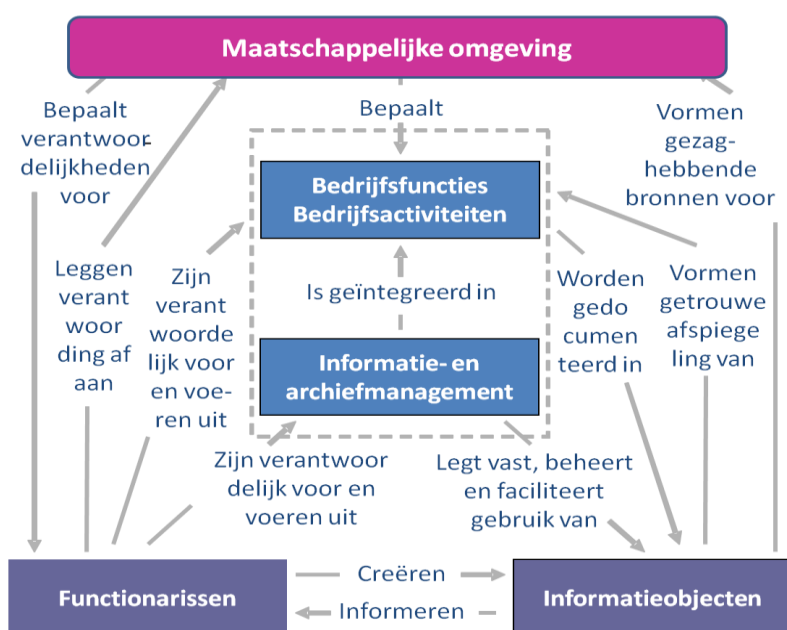 Maatschappelijke omgeving
Bepaalt
verantwoor
delijkheden
voor
Bepaalt
Vormen
gezag-
hebbende
bronnen voor
Bedrijfsfuncties
Bedrijfsactiviteiten
Leggen
verant
woor
ding af
aan
Zijn
verant
woorde
lijk voor
en voe-
ren uit
Is geïntegreerd in
Worden
gedo
cumen
teerd in
Vormen
getrouwe
afspiege
ling van
Informatie- en
archiefmanagement
Zijn verantwoor
delijk voor en
voeren uit
Legt vast, beheert
en faciliteert
gebruik van
Functionarissen
Creëren
Informeren
Informatieobjecten